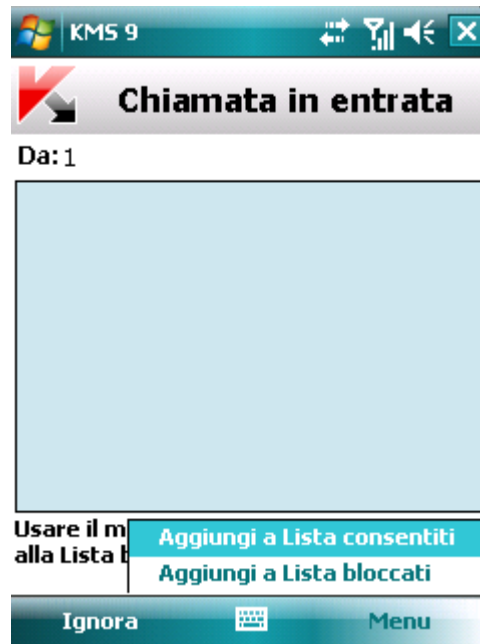 KMS 9
Chiamata in entrata
Da: 1
Usare il
alla Lista
Aggiungi a Lista consentiti
Aggiungi a Lista bloccati
Ignora
Menu